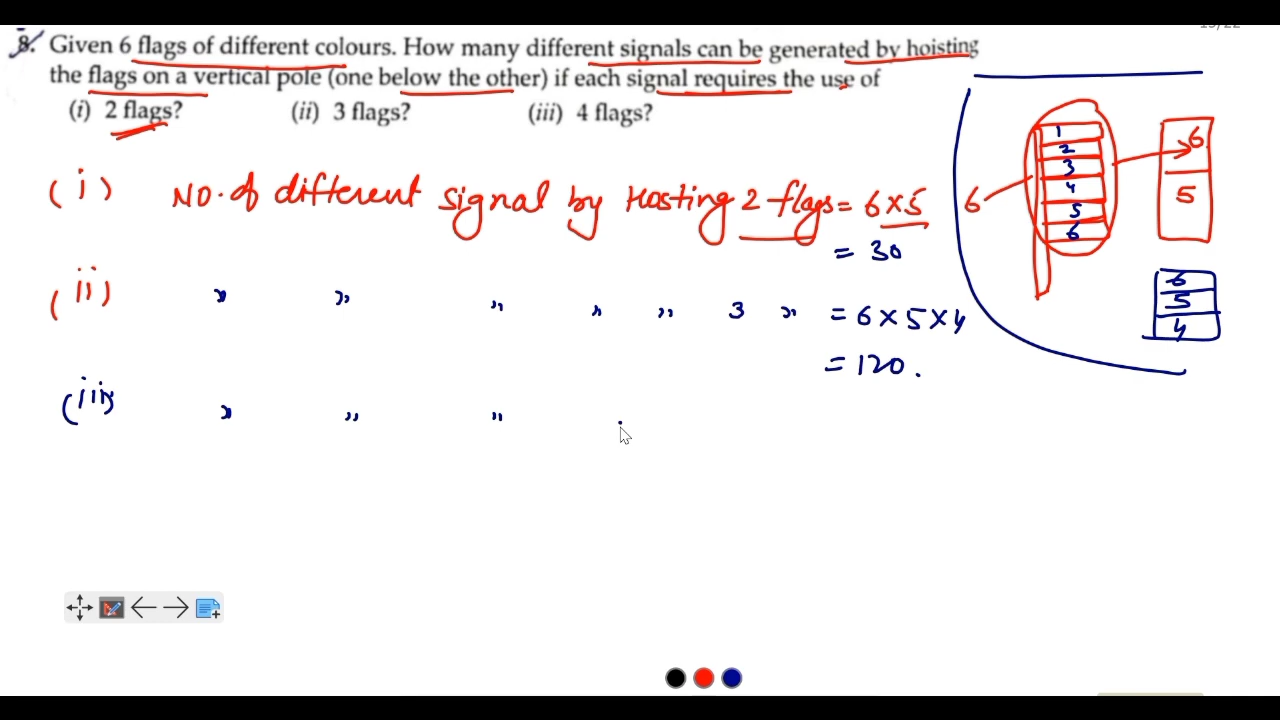 8. Given 6 flags of different colours. How many different signals can be generated by hoisting
the flags on a vertical pole (one below the other) if each signal requires the use of
(i) 2 flags? (ii) 3 flags? (iii) 4 flags?
(i) No. of different signal by Hosting 2 flags = 6×5
= 30
(ii) " " " " " 3 " = 6×5×4
= 120.
(iii) " " "
6
1
2
3
4
5
6
6
5
6
5
4